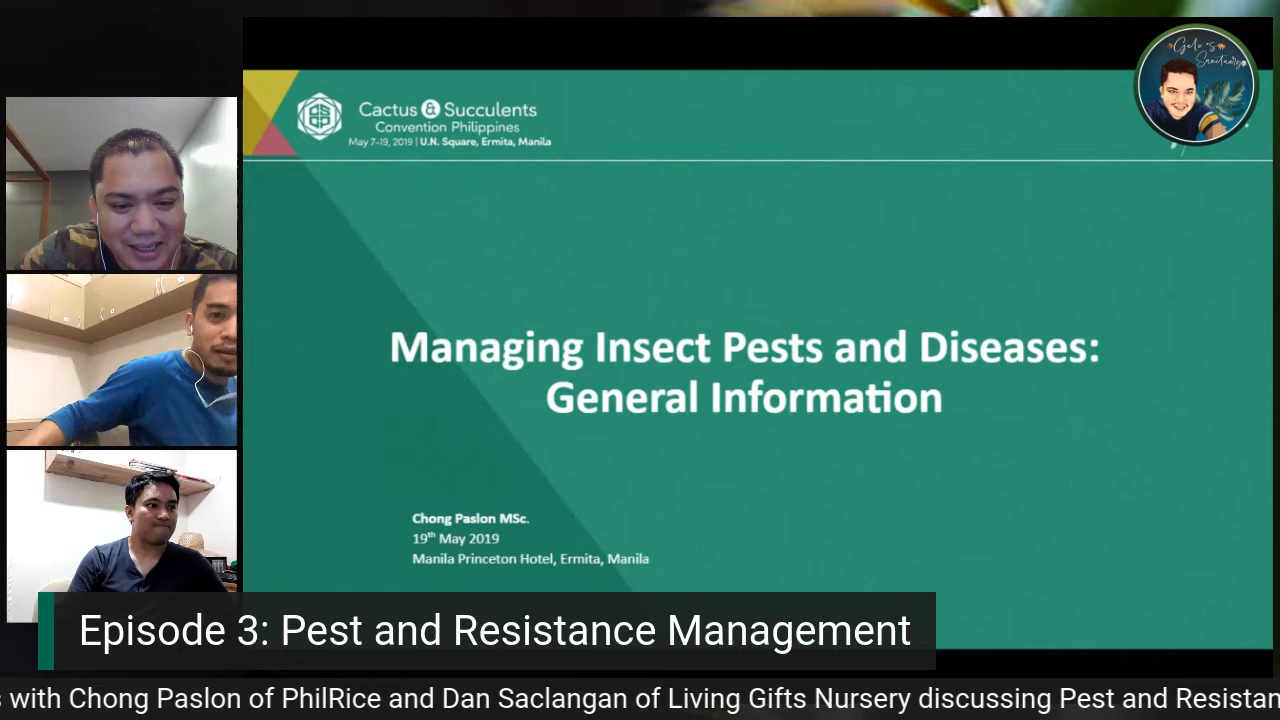 Cactus & Succulents
Convention Philippines
May 7-19, 2019 | U.N. Square, Ermita, Manila
Gelo's
Sanctuary
Managing Insect Pests and Diseases:
General Information
Chong Paslon MSc.
19th May 2019
Manila Princeton Hotel, Ermita, Manila
Episode 3: Pest and Resistance Management
s with Chong Paslon of PhilRice and Dan Saclangan of Living Gifts Nursery discussing Pest and Resistan